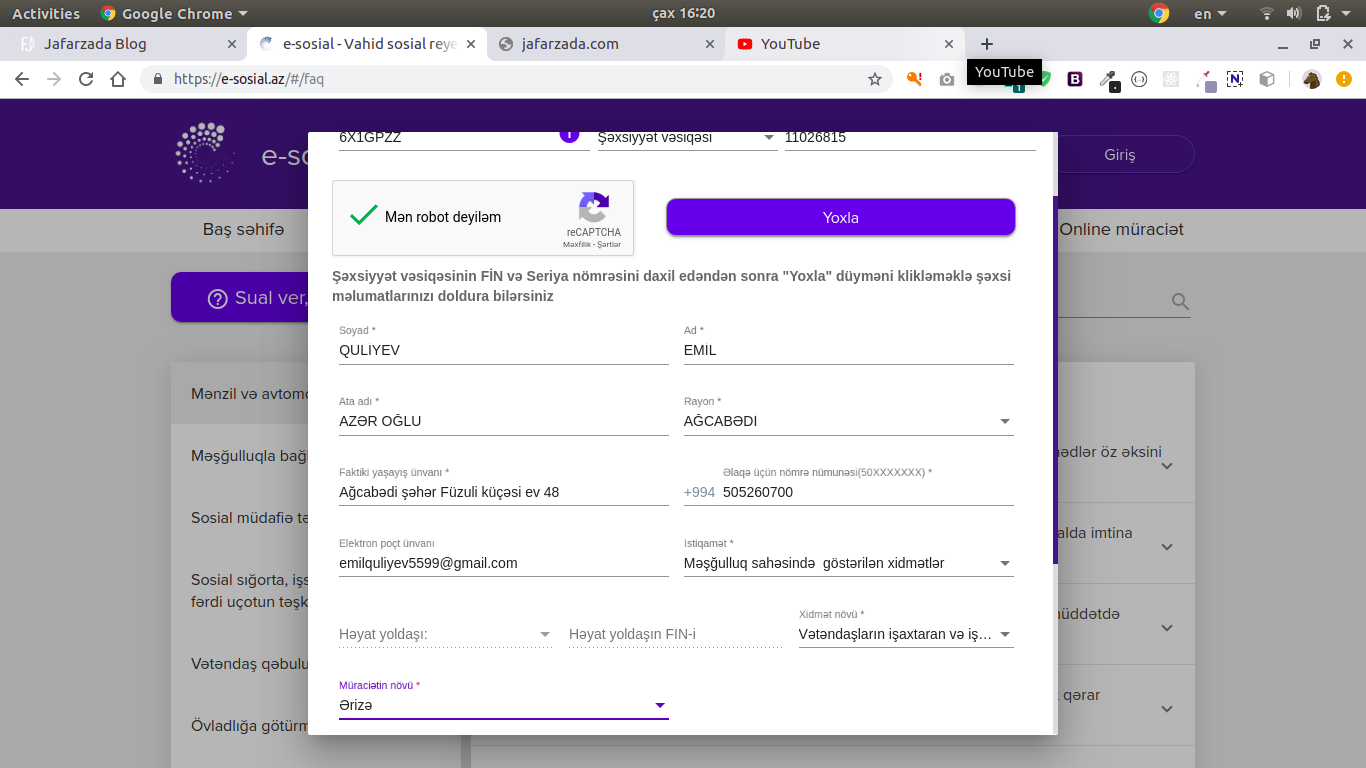 Activities Google Chrome çax 16:20 en
Jafarzada Blog e-sosial - Vahid sosial reye jafarzada.com YouTube
https://e-sosial.az/#/faq
YouTube
1
6X1GPZZ Şəxsiyyət vəsiqəsi 11026815
e-so Giriş
Mən robot deyiləm
reCAPTCHA
Məxfilik - Şərtlər
Yoxla
Baş səhifə Online müraciət
Şəxsiyyət vəsiqəsinin FİN və Seriya nömrəsini daxil edəndən sonra "Yoxla" düyməni klikləməklə şəxsi
məlumatlarınızı doldura bilərsiniz
Sual ver,
Soyad * Ad *
QULIYEV EMIL
Mənzil və avtomo
Ata adı * Rayon *
AZƏR OĞLU AĞCABƏDI
Məşğulluqla bağ
ədlər öz əksini
Faktiki yaşayış ünvanı * Əlaqə üçün nömrə nümunəsi(50XXXXXXX) *
Ağcabədi şəhər Füzuli küçəsi ev 48 +994 505260700
Sosial müdafiə tə
alda imtina
Elektron poçt ünvanı Istiqamət *
emilquliyev5599@gmail.com Məşğulluq sahəsində göstərilən xidmətlər
Sosial sığorta, işs
fərdi uçotun təşk
müddətdə
Xidmət növü *
Həyat yoldaşı: Həyat yoldaşın FIN-i Vətəndaşların işaxtaran və iş...
Vətəndaş qəbulu
Müraciətin növü *
Ərizə
qərar
Övladlığa götürm